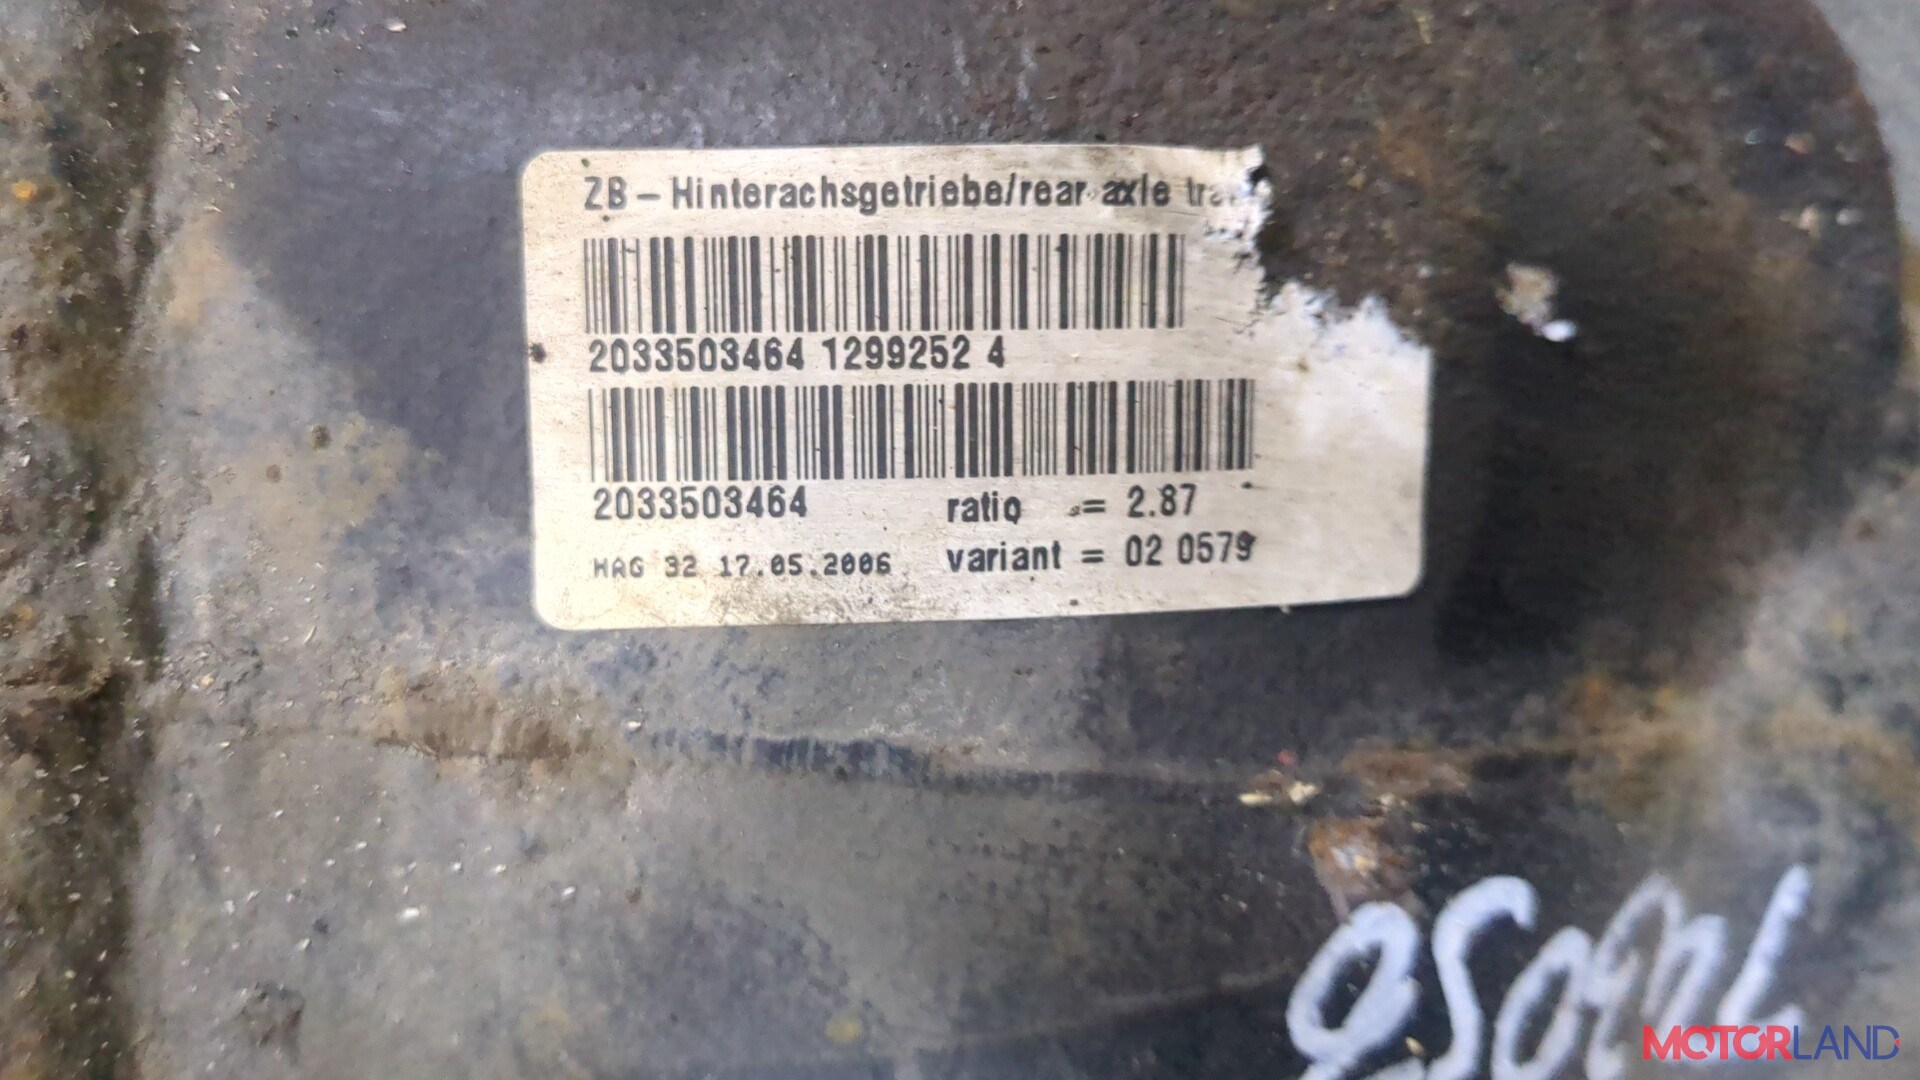 ZB – Hinterachsgetriebe/rear axle
2033503464 1299252 4
2033503464 ratio = 2.87
HAG 32 17.05.2006 variant = 02 0579
MOTORLAND